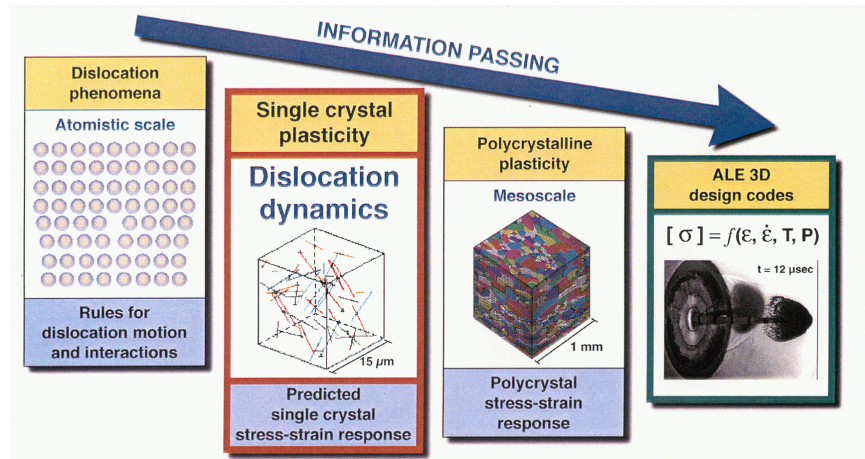 INFORMATION PASSING
Dislocation
phenomena
Atomistic scale
Rules for
dislocation motion
and interactions
Single crystal
plasticity
Dislocation
dynamics
15 µm
Predicted
single crystal
stress-strain response
Polycrystalline
plasticity
Mesoscale
1 mm
Polycrystal
stress-strain
response
ALE 3D
design codes
[ σ ] = f(ε, ε̇, T, P)
t = 12 µsec